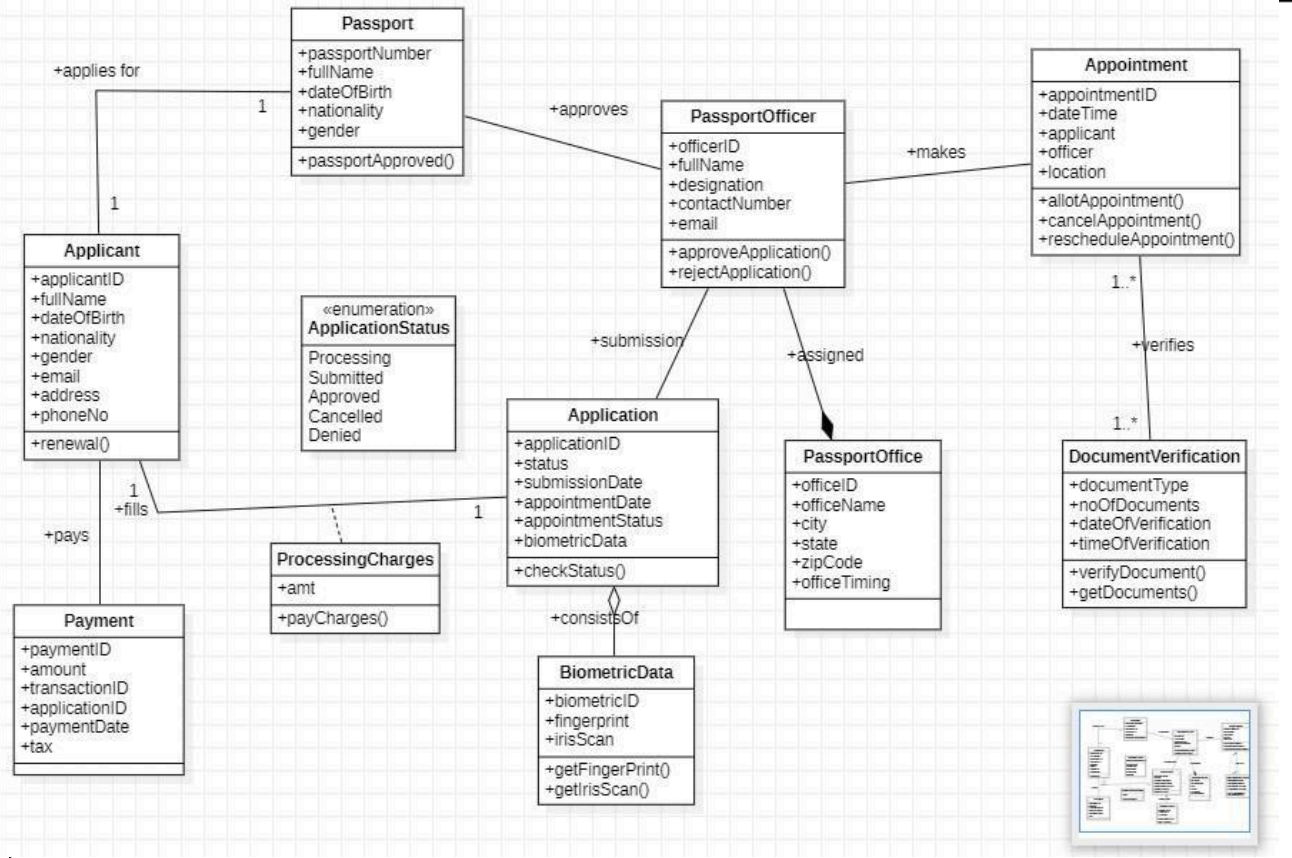 Passport
+passportNumber
+fullName
+dateOfBirth
+nationality
+gender
+passportApproved()
+applies for
1
1
+approves
PassportOfficer
+officerID
+fullName
+designation
+contactNumber
+email
+approveApplication()
+rejectApplication()
+makes
Appointment
+appointmentID
+dateTime
+applicant
+officer
+location
+allotAppointment()
+cancelAppointment()
+rescheduleAppointment()
Applicant
+applicantID
+fullName
+dateOfBirth
+nationality
+gender
+email
+address
+phoneNo
+renewal()
«enumeration»
ApplicationStatus
Processing
Submitted
Approved
Cancelled
Denied
+submission
+assigned
1..*
+verifies
1..*
Application
+applicationID
+status
+submissionDate
+appointmentDate
+appointmentStatus
+biometricData
+checkStatus()
PassportOffice
+officeID
+officeName
+city
+state
+zipCode
+officeTiming
DocumentVerification
+documentType
+noOfDocuments
+dateOfVerification
+timeOfVerification
+verifyDocument()
+getDocuments()
1
+fills
1
+pays
ProcessingCharges
+amt
+payCharges()
+consistsOf
Payment
+paymentID
+amount
+transactionID
+applicationID
+paymentDate
+tax
BiometricData
+biometricID
+fingerprint
+irisScan
+getFingerPrint()
+getIrisScan()